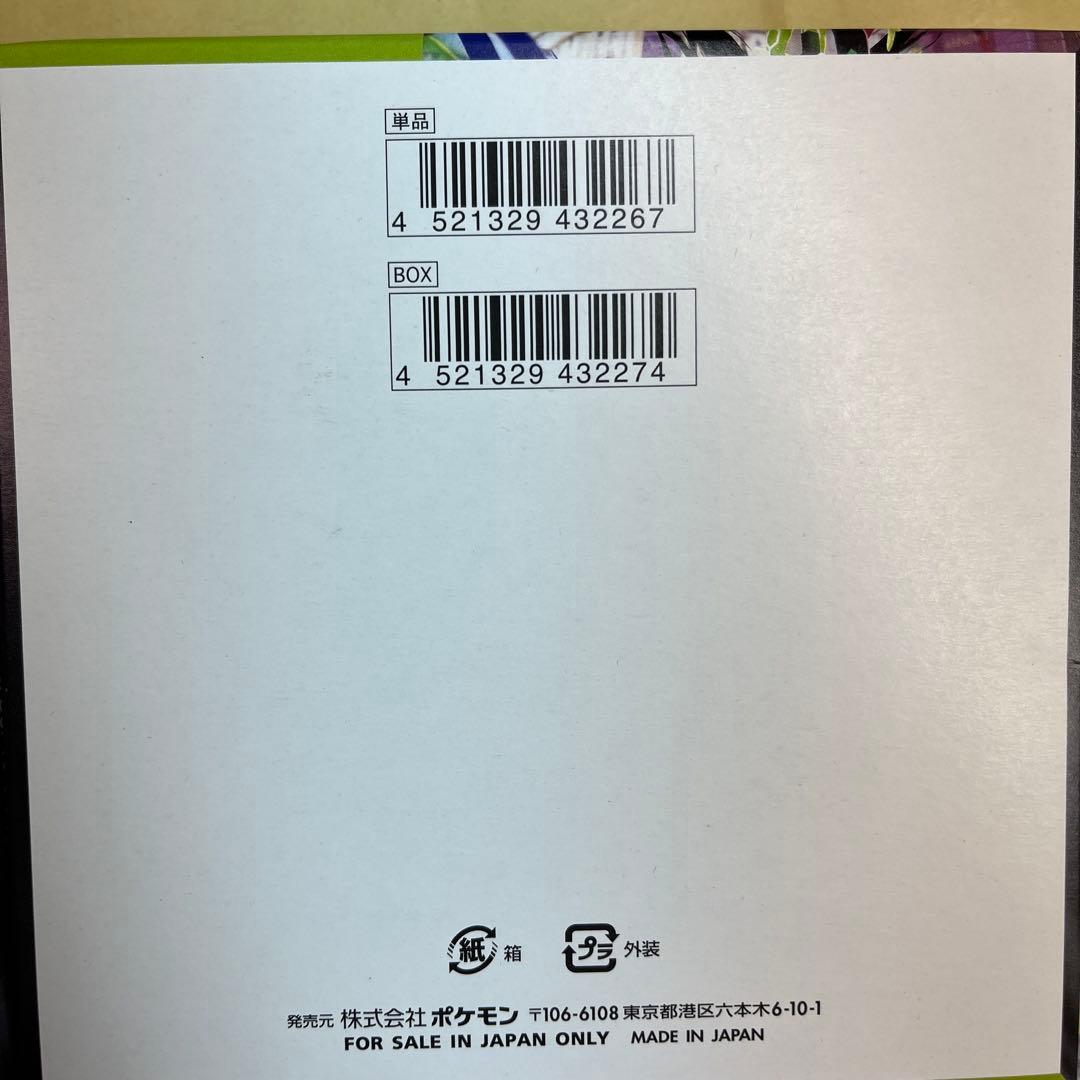 単品
4 521329 432267
BOX
4 521329 432274
紙 箱 プラ 外装
発売元 株式会社 ポケモン 〒106-6108 東京都港区六本木6-10-1
FOR SALE IN JAPAN ONLY MADE IN JAPAN